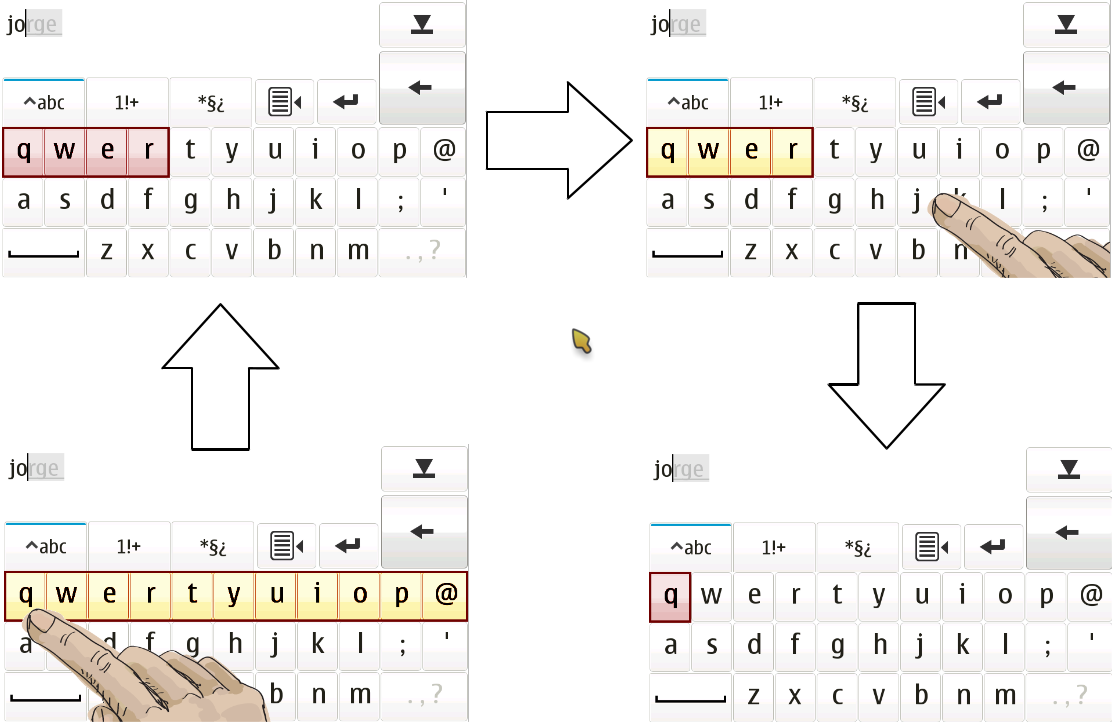 jorge
^abc 1!+ *§¿
q w e r t y u i o p @
a s d f g h j k l ; '
z x c v b n m . , ?
jorge
^abc 1!+ *§¿
q w e r t y u i o p @
a s d f g h j k l ; '
z x c v b n
jorge
^abc 1!+ *§¿
q w e r t y u i o p @
a d f g h j k l ; '
b n m . , ?
jorge
^abc 1!+ *§¿
q w e r t y u i o p @
a s d f g h j k l ; '
z x c v b n m . , ?